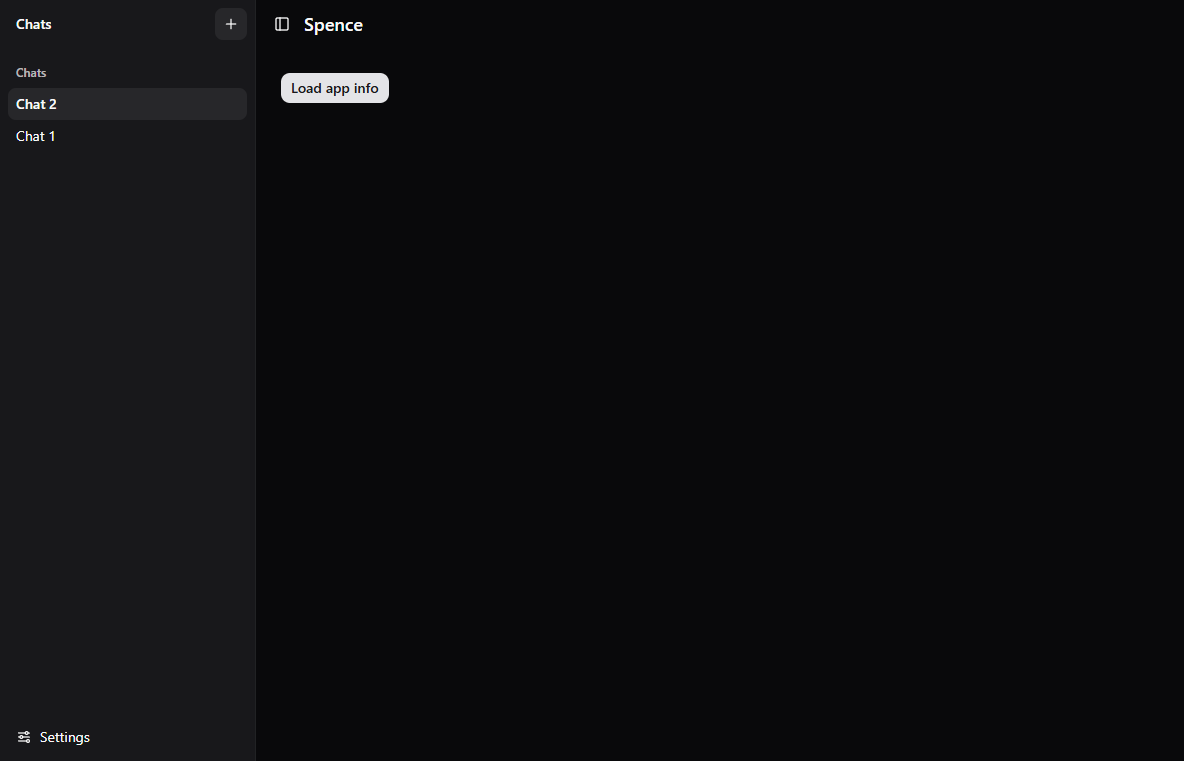 Chats
Spence
Chats
Load app info
Chat 2
Chat 1
Settings